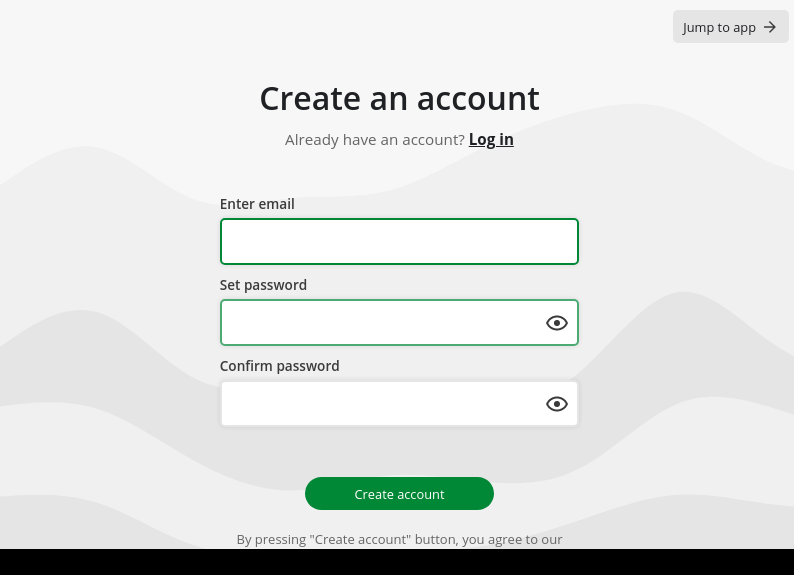 Jump to app
Create an account
Already have an account? Log in
Enter email
Set password
Confirm password
Create account
By pressing "Create account" button, you agree to our